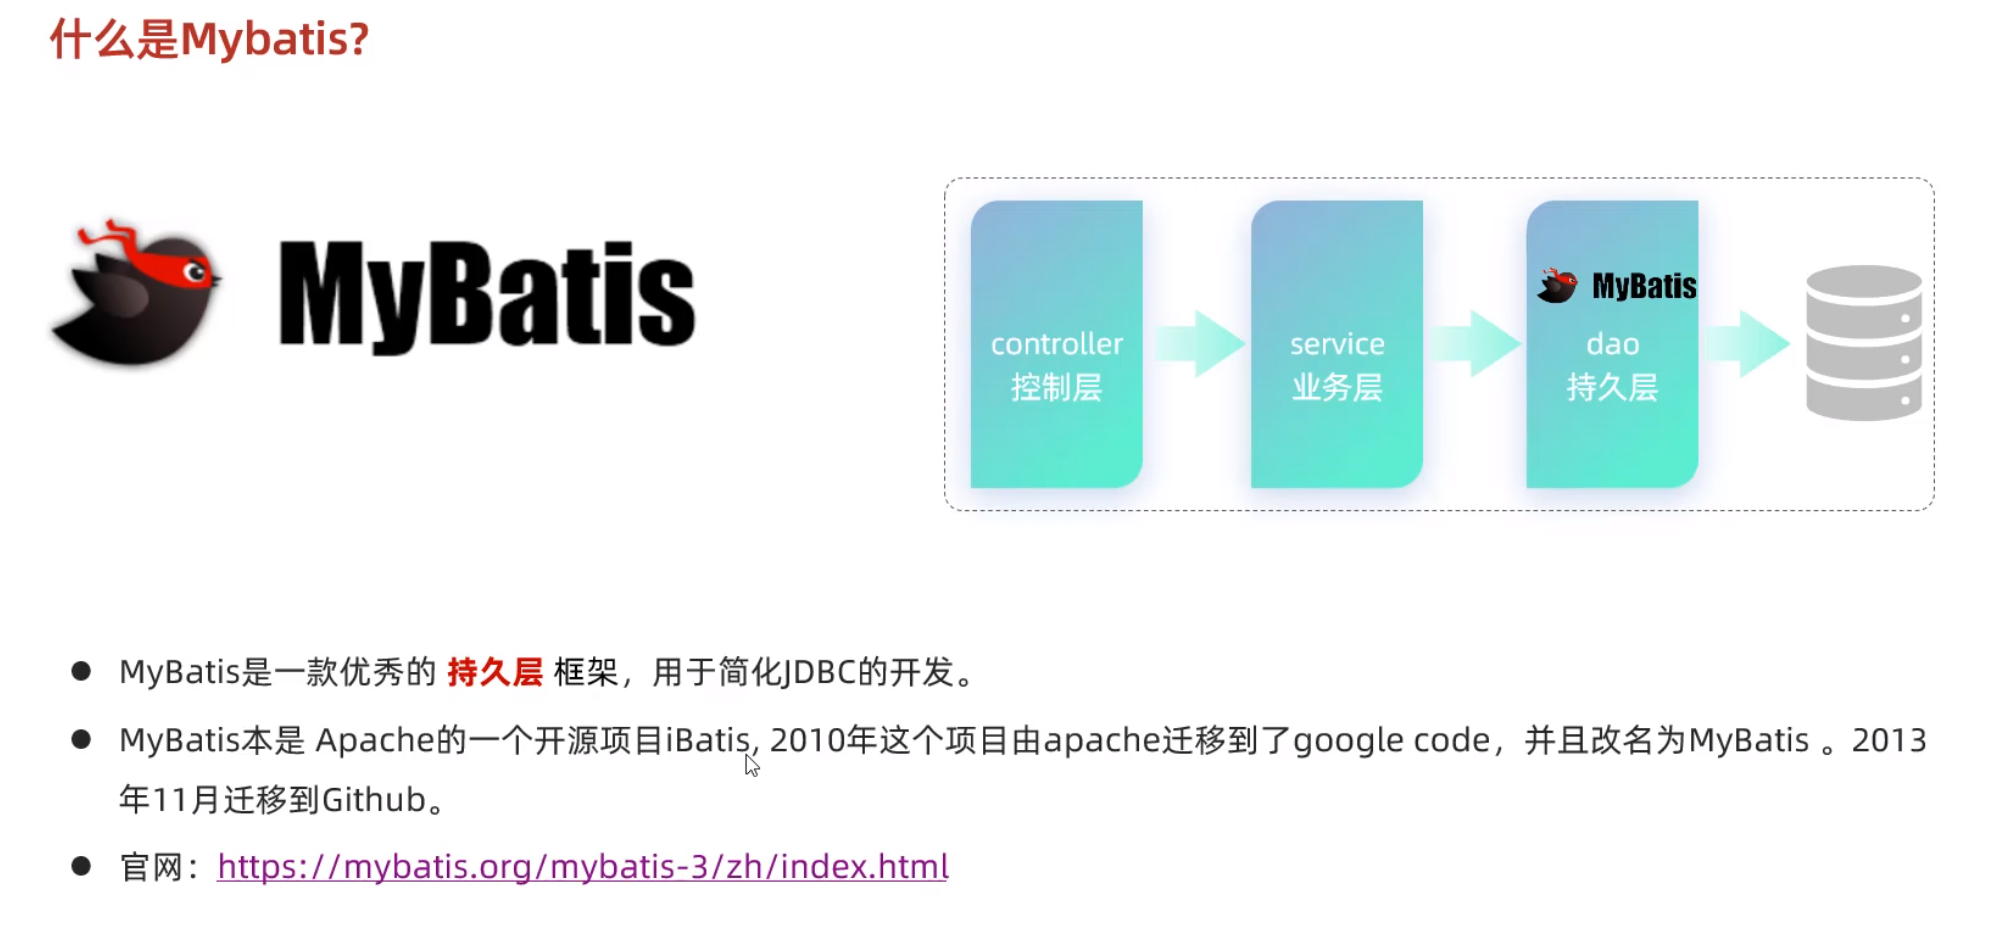 什么是Mybatis?
MyBatis
MyBatis
controller
控制层
service
业务层
dao
持久层
MyBatis是一款优秀的 持久层 框架，用于简化JDBC的开发。
MyBatis本是 Apache的一个开源项目iBatis, 2010年这个项目由apache迁移到了google code，并且改名为MyBatis 。2013
年11月迁移到Github。
官网：https://mybatis.org/mybatis-3/zh/index.html